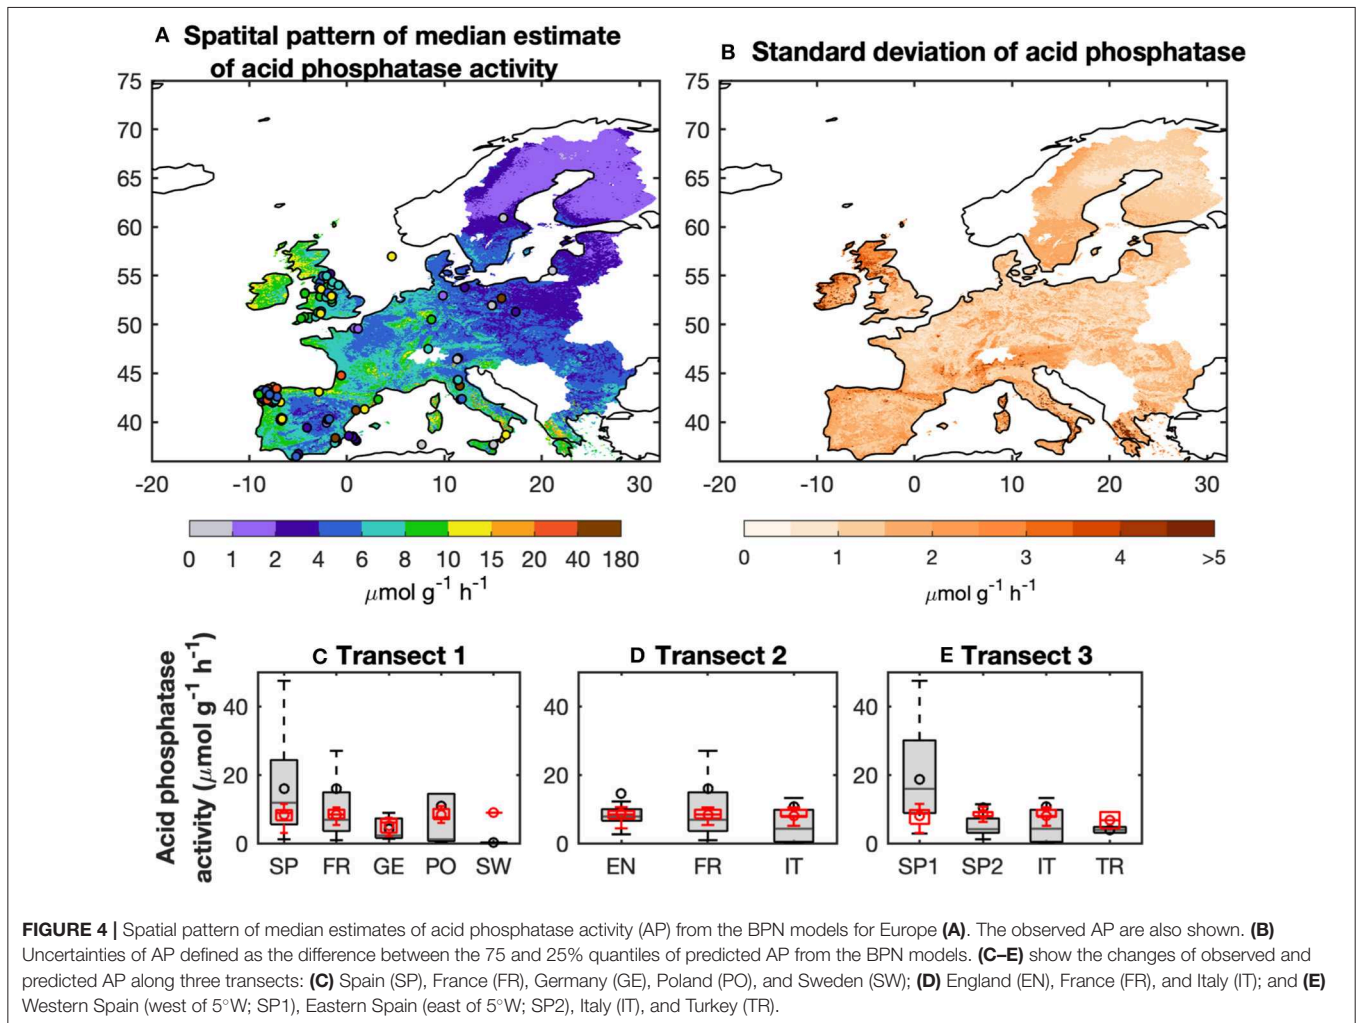 A Spatital pattern of median estimate
of acid phosphatase activity
75
70
65
60
55
50
45
40
-20 -10 0 10 20 30
0 1 2 4 6 8 10 15 20 40 180
μmol g⁻¹ h⁻¹
B Standard deviation of acid phosphatase
75
70
65
60
55
50
45
40
-20 -10 0 10 20 30
0 1 2 3 4 >5
μmol g⁻¹ h⁻¹
Acid phosphatase
activity (μmol g⁻¹ h⁻¹)
C Transect 1
40
20
0
SP FR GE PO SW
D Transect 2
40
20
0
EN FR IT
E Transect 3
40
20
0
SP1 SP2 IT TR
FIGURE 4 | Spatial pattern of median estimates of acid phosphatase activity (AP) from the BPN models for Europe (A). The observed AP are also shown. (B)
Uncertainties of AP defined as the difference between the 75 and 25% quantiles of predicted AP from the BPN models. (C–E) show the changes of observed and
predicted AP along three transects: (C) Spain (SP), France (FR), Germany (GE), Poland (PO), and Sweden (SW); (D) England (EN), France (FR), and Italy (IT); and (E)
Western Spain (west of 5°W; SP1), Eastern Spain (east of 5°W; SP2), Italy (IT), and Turkey (TR).